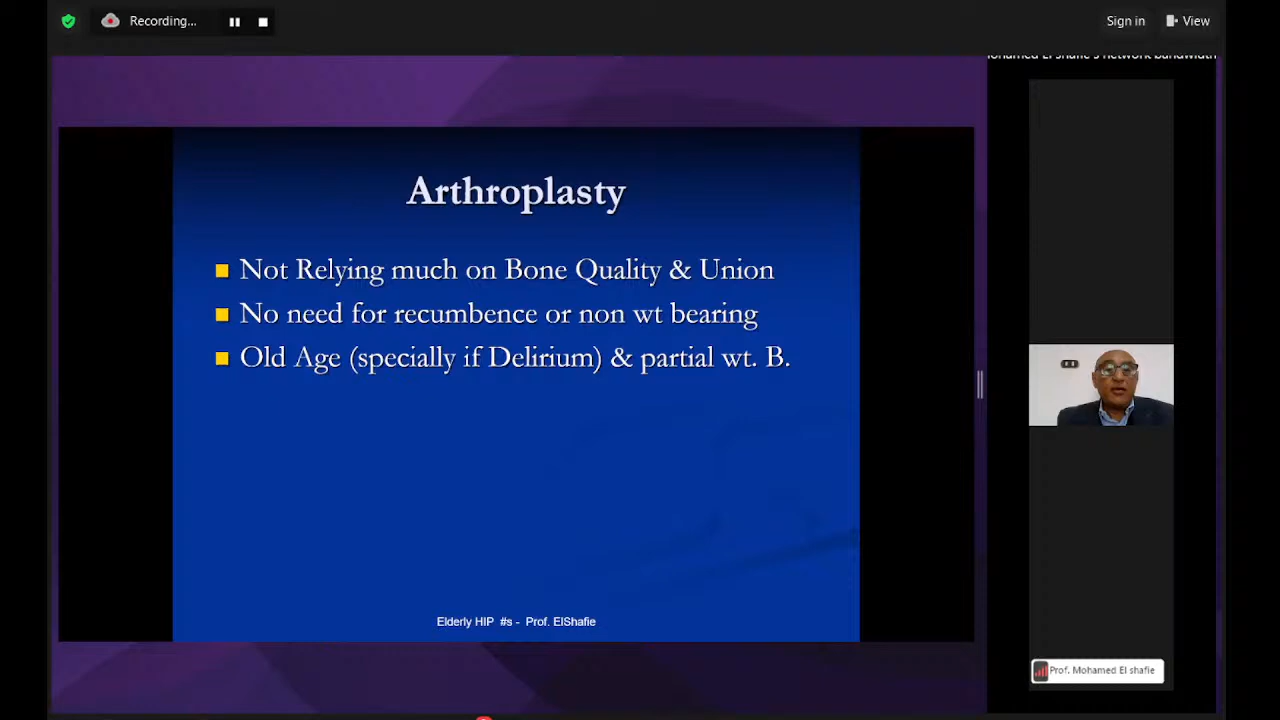 Recording...
Sign in
View
Mohamed El shafie's network bandwidth
Arthroplasty
Not Relying much on Bone Quality & Union
No need for recumbence or non wt bearing
Old Age (specially if Delirium) & partial wt. B.
Elderly HIP #s - Prof. ElShafie
Prof. Mohamed El shafie